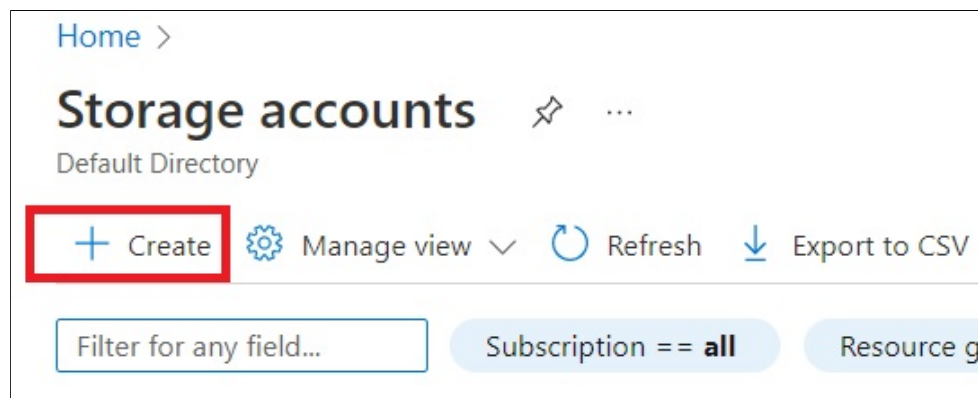 Home >
Storage accounts ...
Default Directory
+ Create Manage view Refresh Export to CSV
Filter for any field... Subscription == all Resource g